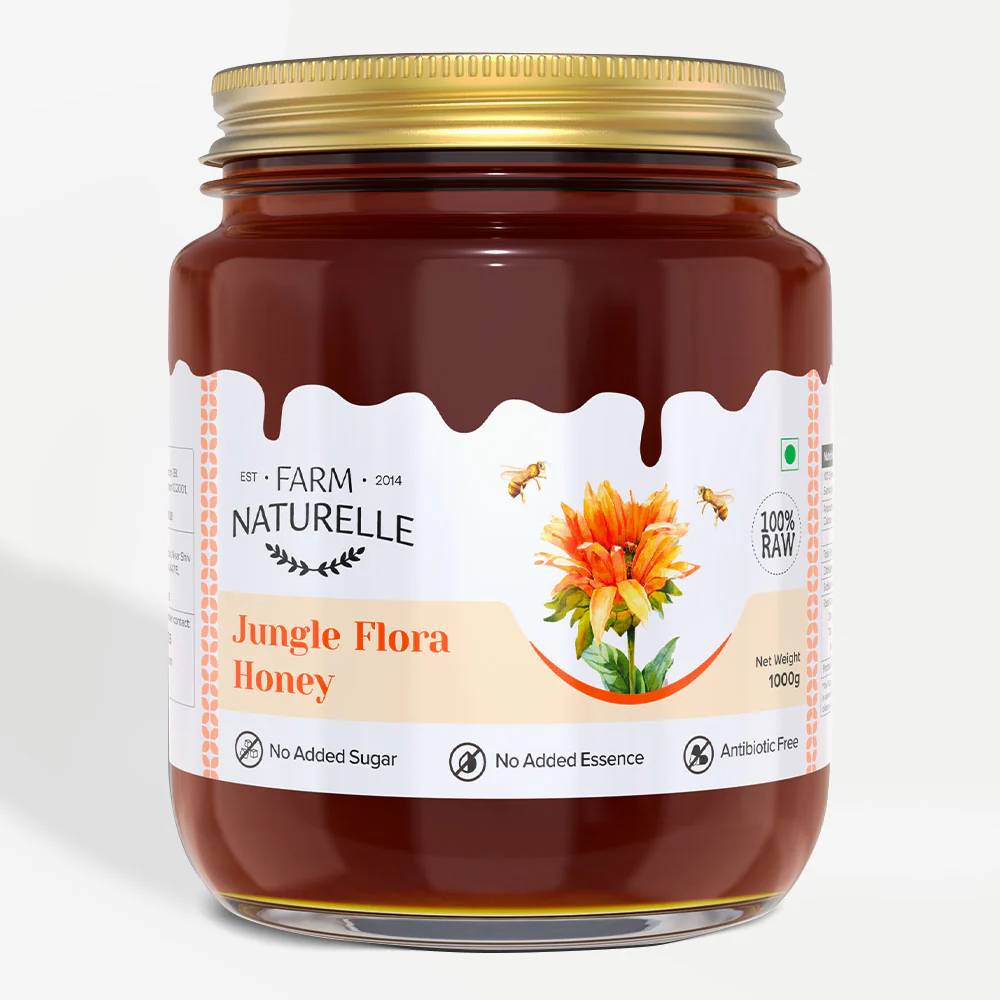 EST · FARM · 2014
NATURELLE
100%
RAW
Jungle Flora
Honey
Net Weight
1000g
No Added Sugar
No Added Essence
Antibiotic Free